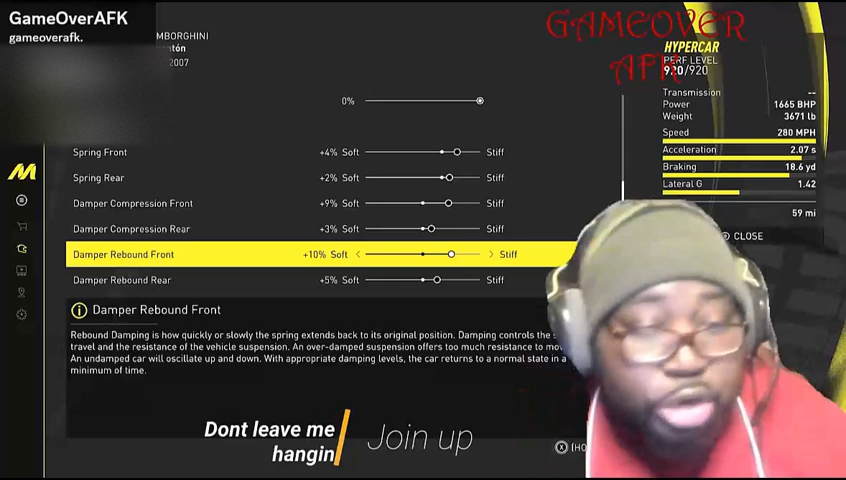 GameOverAFK
gameoverafk.
MBORGHINI
ntón
2007
GAMEOVER
AFK
HYPERCAR
PERF LEVEL
920/920
Transmission --
Power 1665 BHP
Weight 3671 lb
Speed 280 MPH
Acceleration 2.07 s
Braking 18.6 yd
Lateral G 1.42
59 mi
CLOSE
0%
Spring Front +4% Soft Stiff
Spring Rear +2% Soft Stiff
Damper Compression Front +9% Soft Stiff
Damper Compression Rear +3% Soft Stiff
Damper Rebound Front +10% Soft Stiff
Damper Rebound Rear +5% Soft Stiff
Damper Rebound Front
Rebound Damping is how quickly or slowly the spring extends back to its original position. Damping controls the
travel and the resistance of the vehicle suspension. An over-damped suspension offers too much resistance to
An undamped car will oscillate up and down. With appropriate damping levels, the car returns to a normal state in a
minimum of time.
Dont leave me
hangin
Join up
X (HO